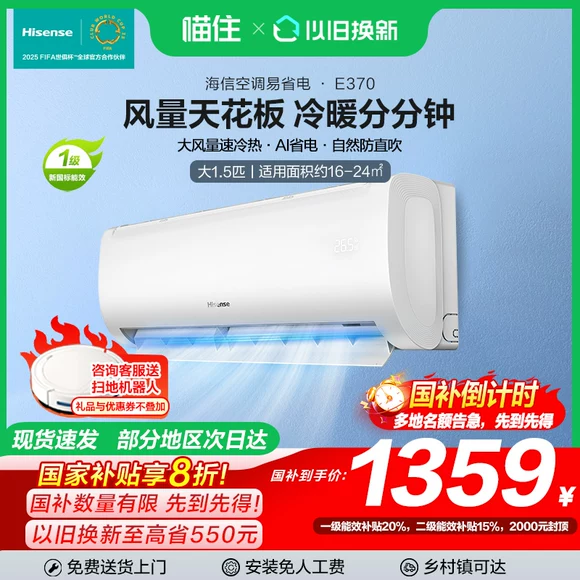 Hisense
2025 FIFA世俱杯™全球官方合作伙伴
喵住 × 以旧换新
海信空调易省电 · E370
风量天花板 冷暖分分钟
大风量速冷热 · AI省电 · 自然防直吹
大1.5匹 | 适用面积约16-24㎡
1级
新国标能效
26.5
Hisense
咨询客服送
扫地机器人
礼品与优惠券不叠加
国补倒计时
多地名额告急，先到先得
现货速发 部分地区次日达
国家补贴享8折!
国补数量有限 先到先得!
以旧换新至高省550元
国补到手价: 1359¥
一级能效补贴20%，二级能效补贴15%，2000元封顶
免费送货上门 安装免人工费 乡村镇可达